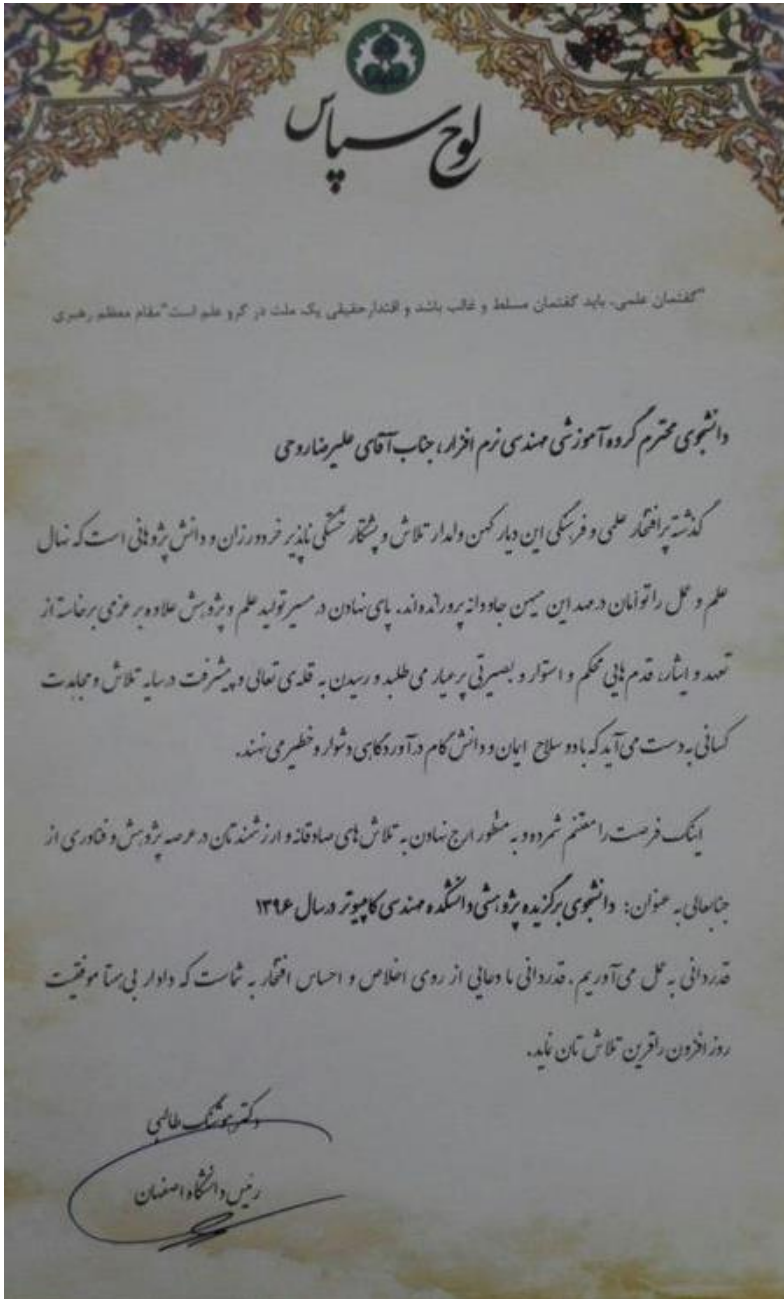 لوح سپاس
"گفتمان علمی، باید گفتمان مسلط و غالب باشد و اقتدار حقیقی یک ملت در گرو علم است" مقام معظم رهبری
دانشجوی محترم گروه آموزشی مهندسی نرم افزار، جناب آقای علیرضا روحی
گذشته پرافتخار علمی و فرهنگی این دیار کهن وامدار تلاش و پشتکار خستگی ناپذیر خردورزان و دانش پژوهانی است که نهال
علم و عمل را توأمان در مهد این میهن جاودانه پرورانده‌اند. پای نهادن در مسیر تولید علم و پژوهش علاوه بر عزمی برخاسته از
تعهد و ایثار، قدم هایی محکم و استوار و بصیرتی پرعیار می طلبد و رسیدن به قله‌ی تعالی و پیشرفت در سایه تلاش و مجاهدت
کسانی به دست می‌آید که با دو سلاح ایمان و دانش گام در آوردگاهی دشوار و خطیر می نهند.
اینک فرصت را مغتنم شمرده و به منظور ارج نهادن به تلاش های صادقانه و ارزشمندتان در عرصه پژوهش و فناوری از
جنابعالی به عنوان: دانشجوی برگزیده پژوهشی دانشکده مهندسی کامپیوتر در سال ۱۳۹۶
قدردانی به عمل می‌آوریم. قدردانی ما دعایی از روی اخلاص و احساس افتخار به شماست که دادار بی همتا موفقیت
روز افزون را قرین تلاش تان نماید.
دکتر هوشنگ طالبی
رئیس دانشگاه اصفهان